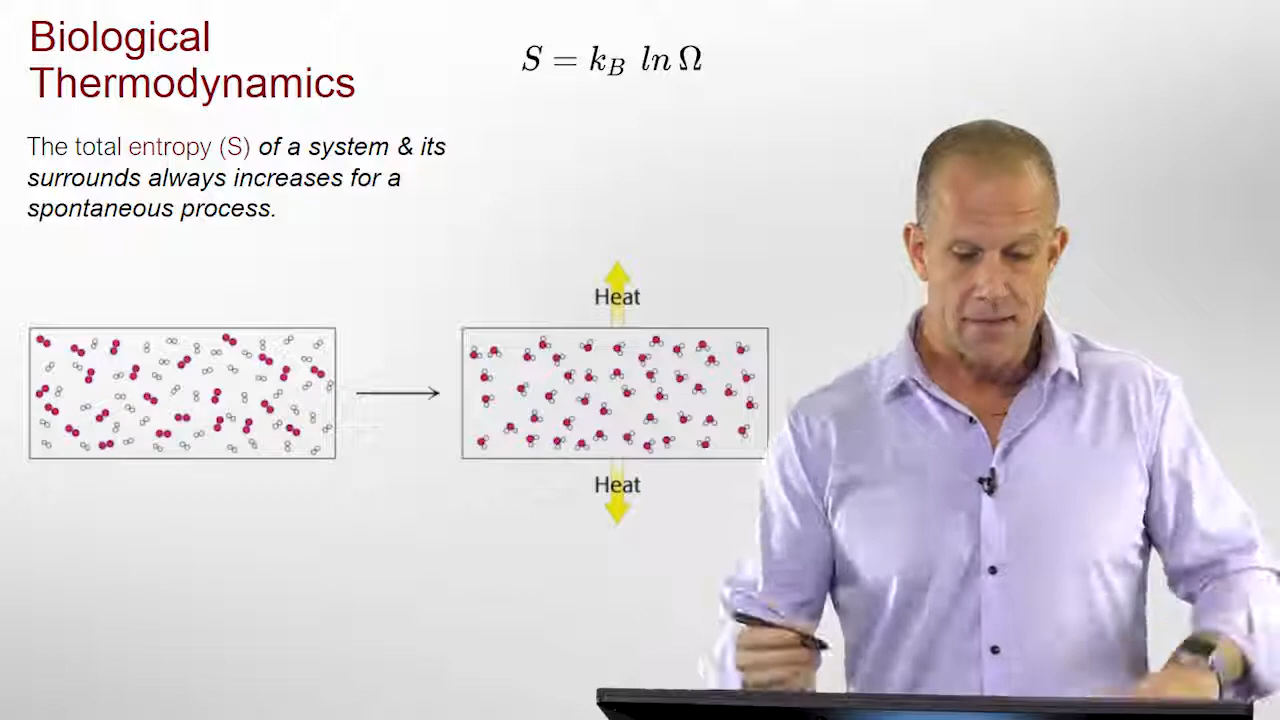 Biological
Thermodynamics
S = k_B ln Ω
The total entropy (S) of a system & its
surrounds always increases for a
spontaneous process.
Heat
Heat